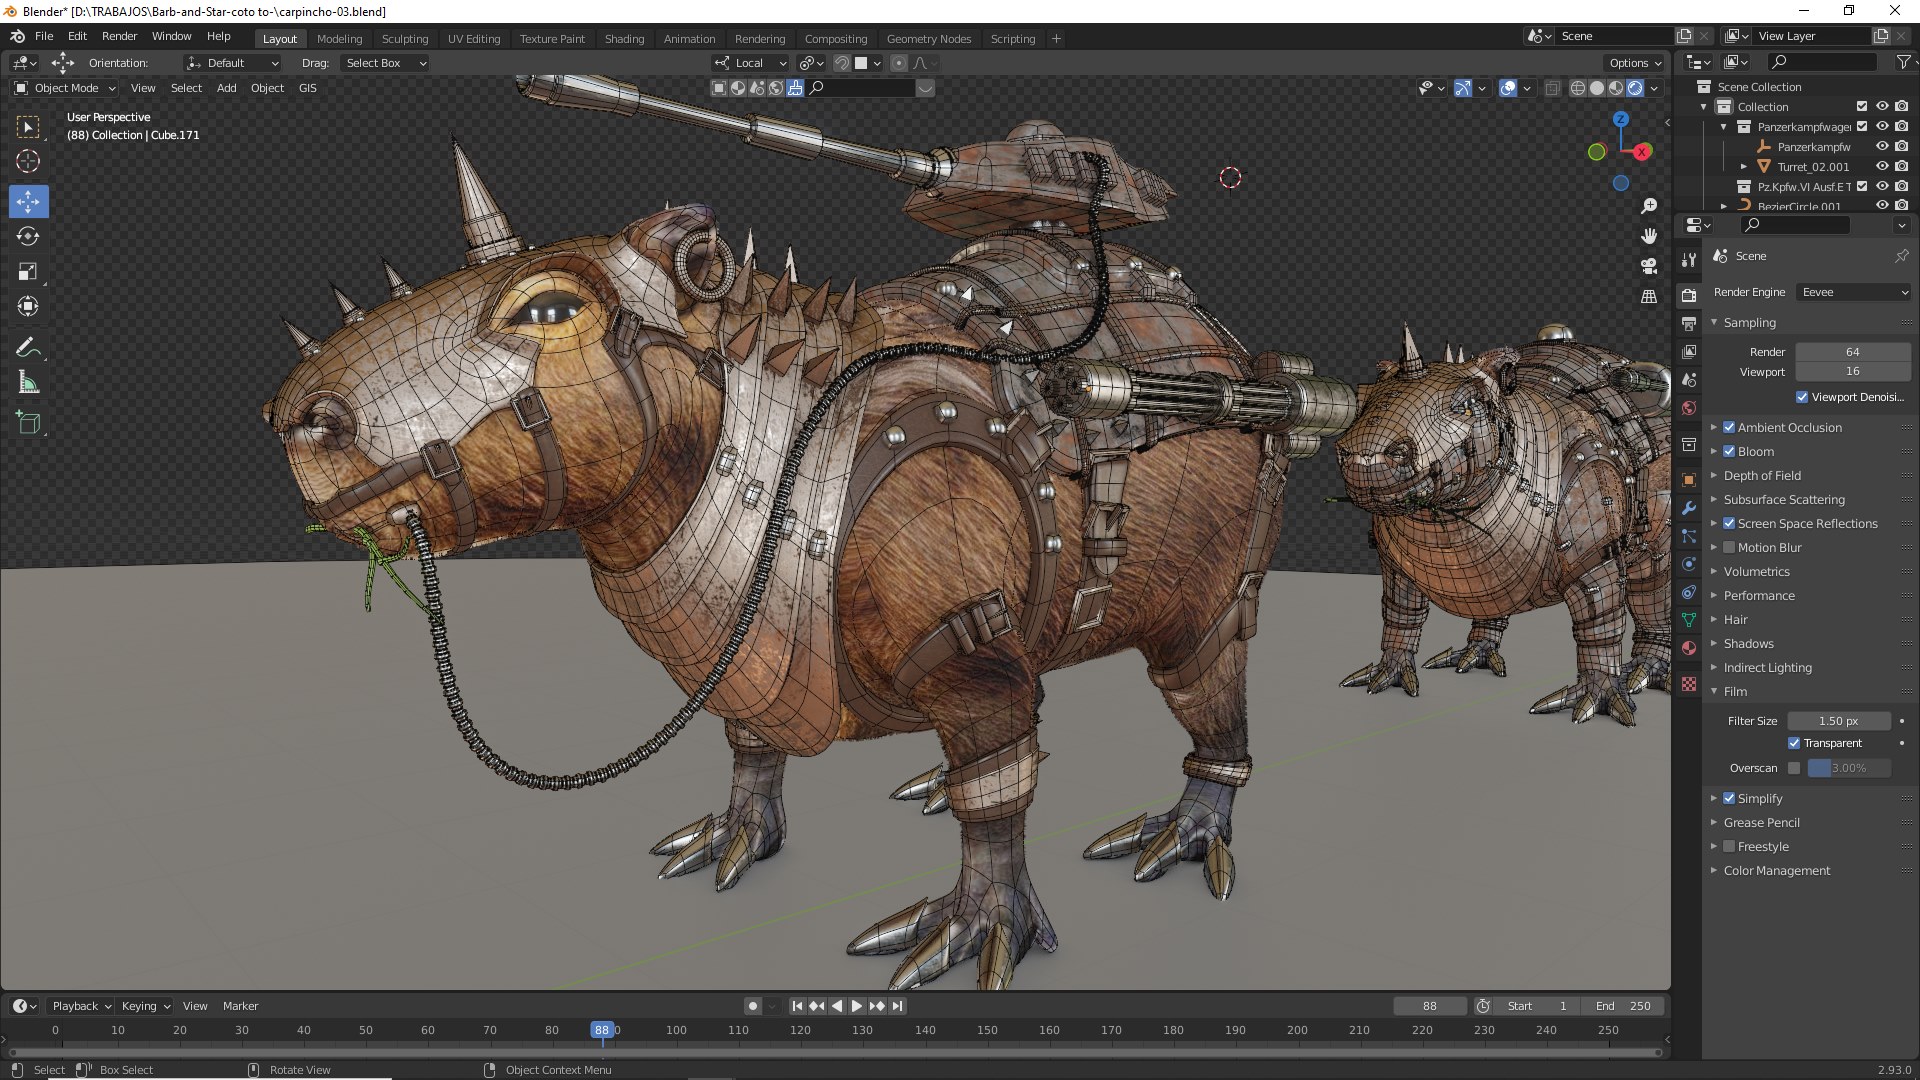 Blender* [D:\TRABAJOS\Barb-and-Star-coto to-\carpincho-03.blend]
File Edit Render Window Help Layout Modeling Sculpting UV Editing Texture Paint Shading Animation Rendering Compositing Geometry Nodes Scripting + Scene View Layer
Orientation: Default Drag: Select Box Local Options
Object Mode View Select Add Object GIS
User Perspective
(88) Collection | Cube.171
Z
X
Scene Collection
Collection
Panzerkampfwage
Panzerkampfw
Turret_02.001
Pz.Kpfw.VI Ausf.E T
BezierCircle.001
Scene
Render Engine Eevee
Sampling
Render 64
Viewport 16
Viewport Denoisi...
Ambient Occlusion
Bloom
Depth of Field
Subsurface Scattering
Screen Space Reflections
Motion Blur
Volumetrics
Performance
Hair
Shadows
Indirect Lighting
Film
Filter Size 1.50 px
Transparent
Overscan 3.00%
Simplify
Grease Pencil
Freestyle
Color Management
Playback Keying View Marker 88 Start 1 End 250
0 10 20 30 40 50 60 70 80 88 0 100 110 120 130 140 150 160 170 180 190 200 210 220 230 240 250
Select Box Select Rotate View Object Context Menu 2.93.0